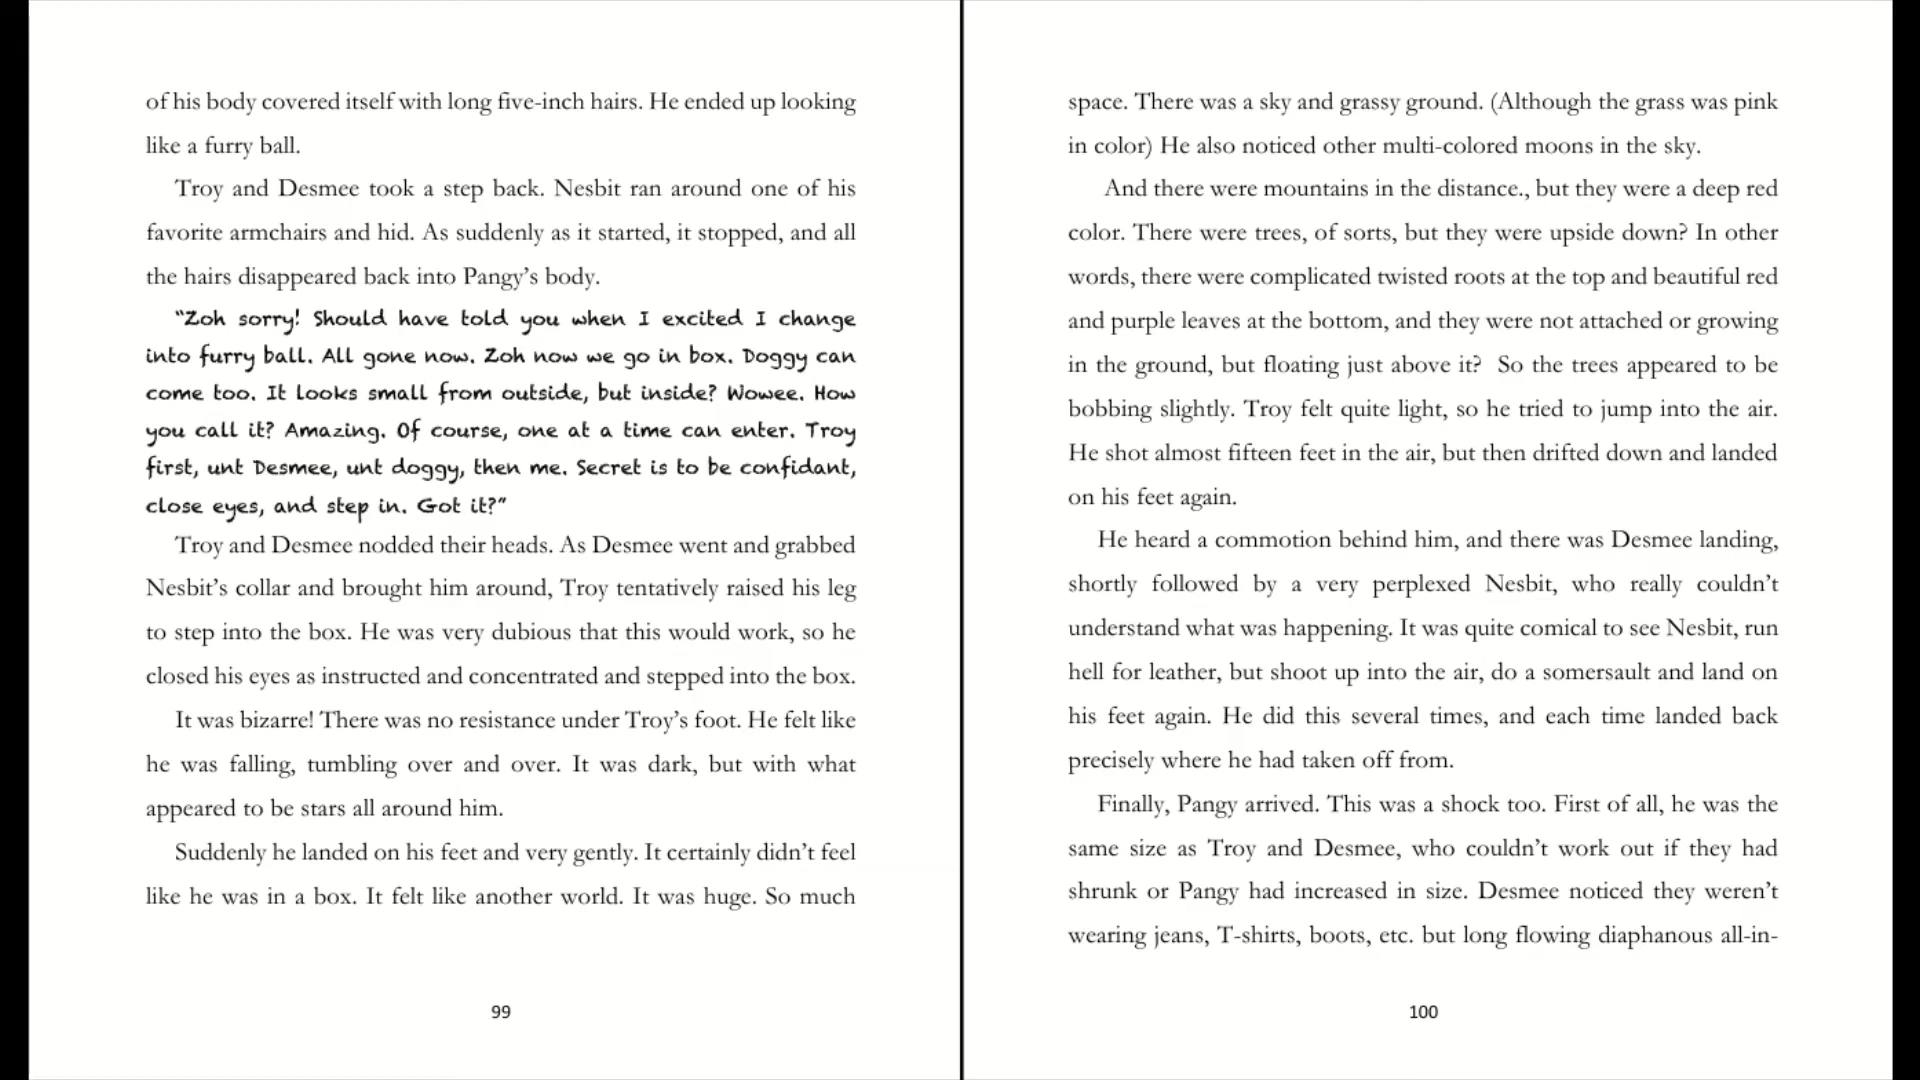 of his body covered itself with long five-inch hairs. He ended up looking
like a furry ball.
Troy and Desmee took a step back. Nesbit ran around one of his
favorite armchairs and hid. As suddenly as it started, it stopped, and all
the hairs disappeared back into Pangy’s body.
“Zoh sorry! Should have told you when I excited I change
into furry ball. All gone now. Zoh now we go in box. Doggy can
come too. It looks small from outside, but inside? Wowee. How
you call it? Amazing. Of course, one at a time can enter. Troy
first, unt Desmee, unt doggy, then me. Secret is to be confidant,
close eyes, and step in. Got it?”
Troy and Desmee nodded their heads. As Desmee went and grabbed
Nesbit’s collar and brought him around, Troy tentatively raised his leg
to step into the box. He was very dubious that this would work, so he
closed his eyes as instructed and concentrated and stepped into the box.
It was bizarre! There was no resistance under Troy’s foot. He felt like
he was falling, tumbling over and over. It was dark, but with what
appeared to be stars all around him.
Suddenly he landed on his feet and very gently. It certainly didn’t feel
like he was in a box. It felt like another world. It was huge. So much
99
space. There was a sky and grassy ground. (Although the grass was pink
in color) He also noticed other multi-colored moons in the sky.
And there were mountains in the distance., but they were a deep red
color. There were trees, of sorts, but they were upside down? In other
words, there were complicated twisted roots at the top and beautiful red
and purple leaves at the bottom, and they were not attached or growing
in the ground, but floating just above it? So the trees appeared to be
bobbing slightly. Troy felt quite light, so he tried to jump into the air.
He shot almost fifteen feet in the air, but then drifted down and landed
on his feet again.
He heard a commotion behind him, and there was Desmee landing,
shortly followed by a very perplexed Nesbit, who really couldn’t
understand what was happening. It was quite comical to see Nesbit, run
hell for leather, but shoot up into the air, do a somersault and land on
his feet again. He did this several times, and each time landed back
precisely where he had taken off from.
Finally, Pangy arrived. This was a shock too. First of all, he was the
same size as Troy and Desmee, who couldn’t work out if they had
shrunk or Pangy had increased in size. Desmee noticed they weren’t
wearing jeans, T-shirts, boots, etc. but long flowing diaphanous all-in-
100